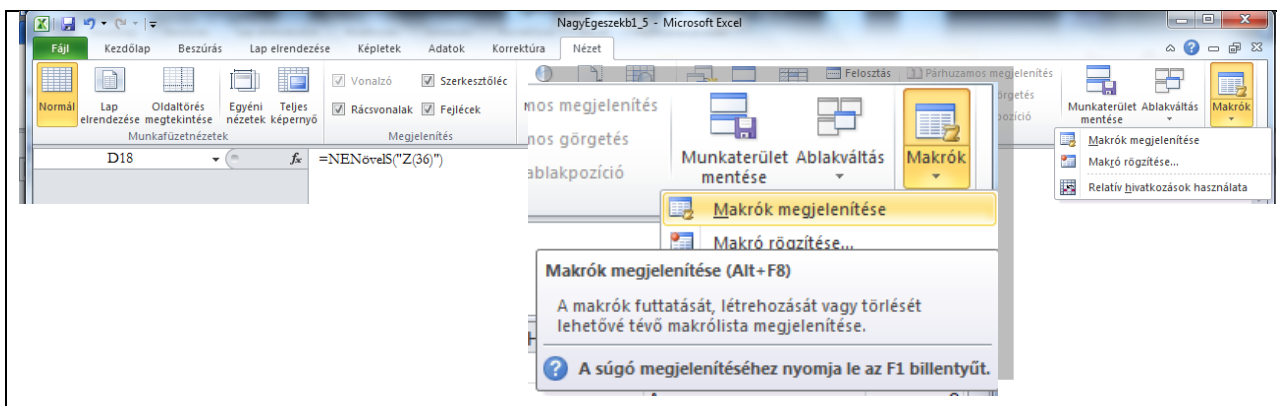 NagyEgeszekb1_5 - Microsoft Excel
Fájl Kezdőlap Beszúrás Lap elrendezése Képletek Adatok Korrektúra Nézet
Normál Lap elrendezése Oldaltörés megtekintése Egyéni nézetek Teljes képernyő
Munkafüzetnézetek
Vonalzó Szerkesztőléc
Rácsvonalak Fejlécek
Megjelenítés
Felosztás Párhuzamos megjelenítés
Munkaterület mentése Ablakváltás Makrók
Makrók megjelenítése
Makró rögzítése...
Relatív hivatkozások használata
D18 fx =NENövelS("Z(36)")
mos megjelenítés
mos görgetés
ablakpozíció
Munkaterület mentése Ablakváltás Makrók
Makrók megjelenítése
Makró rögzítése...
Makrók megjelenítése (Alt+F8)
A makrók futtatását, létrehozását vagy törlését
lehetővé tévő makrólista megjelenítése.
A súgó megjelenítéséhez nyomja le az F1 billentyűt.